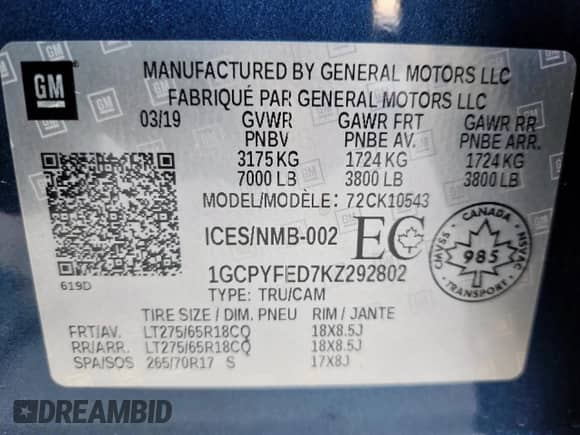 GM
MANUFACTURED BY GENERAL MOTORS LLC
FABRIQUÉ PAR GENERAL MOTORS LLC
03/19 GVWR GAWR FRT GAWR RR
PNBV PNBE AV. PNBE ARR.
3175 KG 1724 KG 1724 KG
7000 LB 3800 LB 3800 LB
MODEL/MODÈLE: 72CK10543
ICES/NMB-002 EC
CANADA
CMVSS 985 NSVAC
1GCPYFED7KZ292802
619D
TYPE: TRU/CAM
TIRE SIZE / DIM. PNEU RIM / JANTE
FRT/AV. LT275/65R18CQ 18X8.5J
RR/ARR. LT275/65R18CQ 18X8.5J
SPA/SOS 265/70R17 S 17X8J
DREAMBID